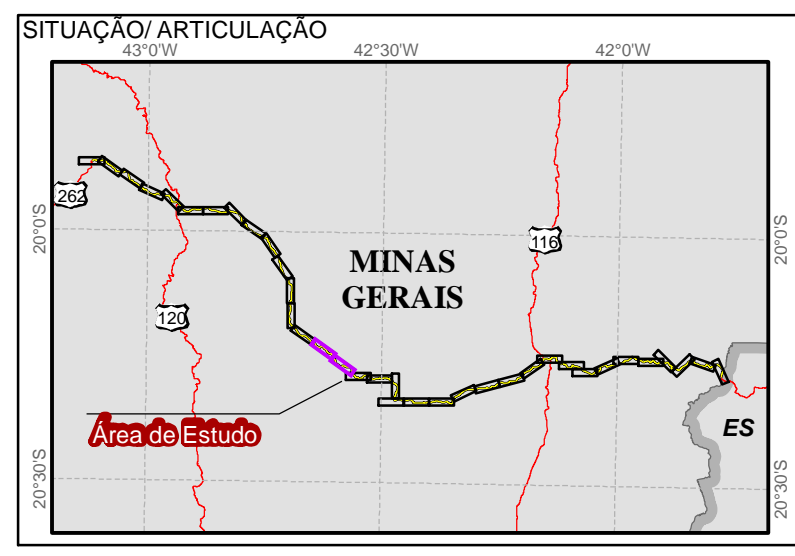 SITUAÇÃO/ ARTICULAÇÃO
43°0'W 42°30'W 42°0'W
262
20°0'S
20°0'S
MINAS
GERAIS
116
120
Área de Estudo
ES
20°30'S
20°30'S